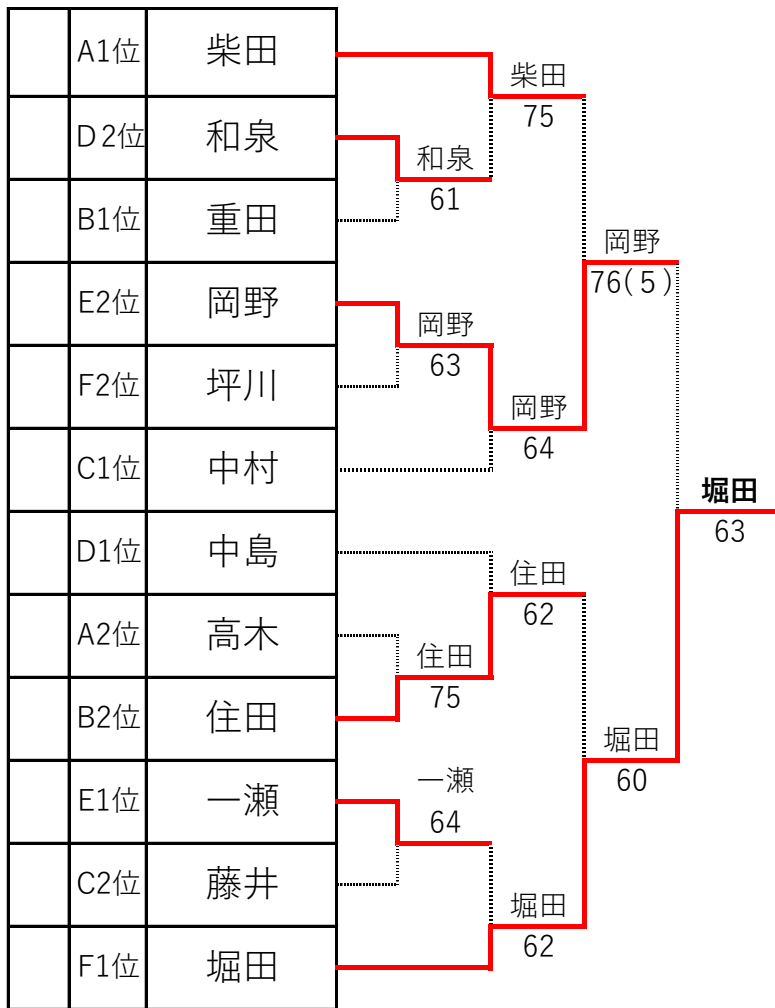 A1位 柴田
D2位 和泉
B1位 重田
E2位 岡野
F2位 坪川
C1位 中村
D1位 中島
A2位 高木
B2位 住田
E1位 一瀬
C2位 藤井
F1位 堀田
和泉
61
岡野
63
住田
75
一瀬
64
柴田
75
岡野
64
住田
62
堀田
62
岡野
76(５)
堀田
60
堀田
63